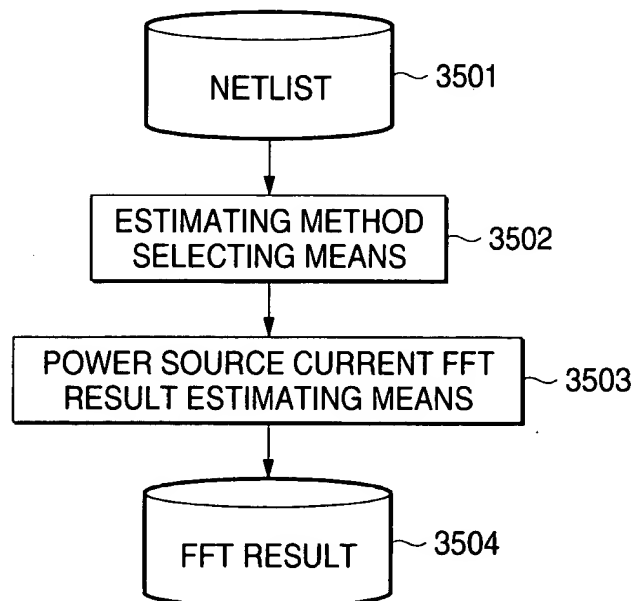 NETLIST
3501
ESTIMATING METHOD
SELECTING MEANS
3502
POWER SOURCE CURRENT FFT
RESULT ESTIMATING MEANS
3503
FFT RESULT
3504